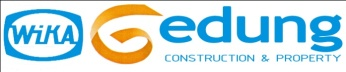 WIKA Gedung
CONSTRUCTION & PROPERTY